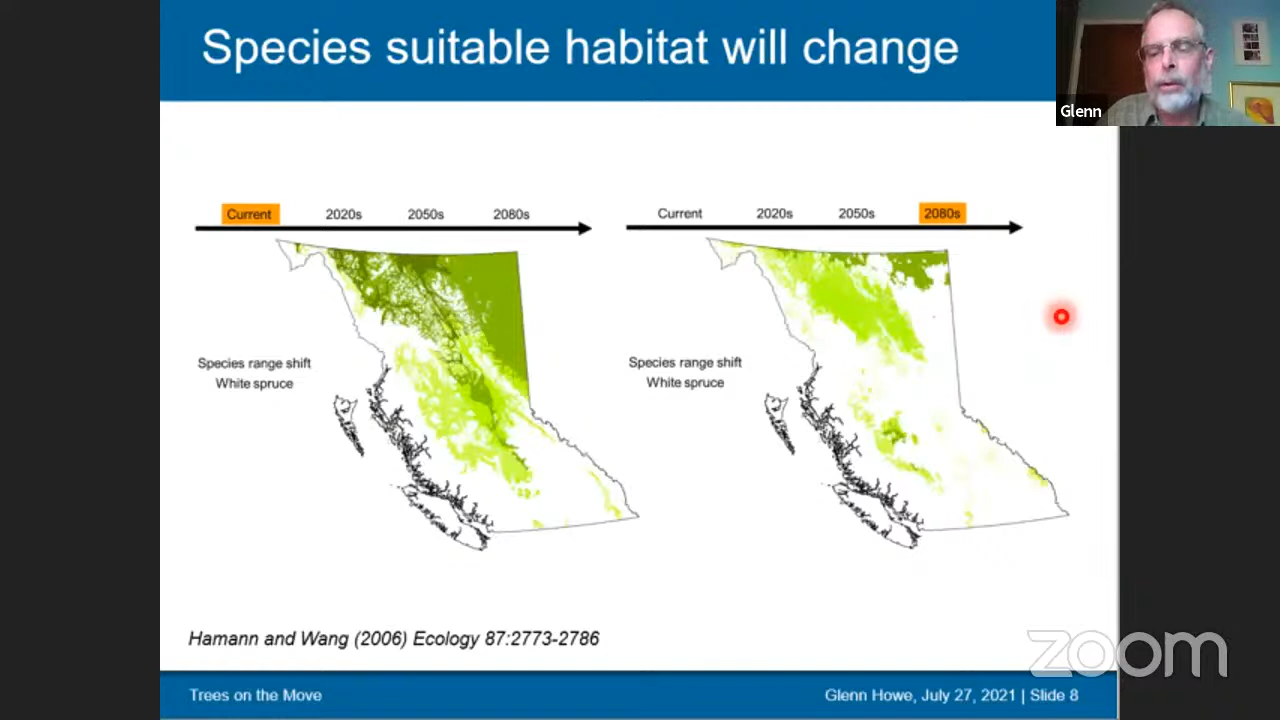 Species suitable habitat will change
Glenn
Current 2020s 2050s 2080s
Species range shift
White spruce
Current 2020s 2050s 2080s
Species range shift
White spruce
Hamann and Wang (2006) Ecology 87:2773-2786
zoom
Trees on the Move
Glenn Howe, July 27, 2021 | Slide 8